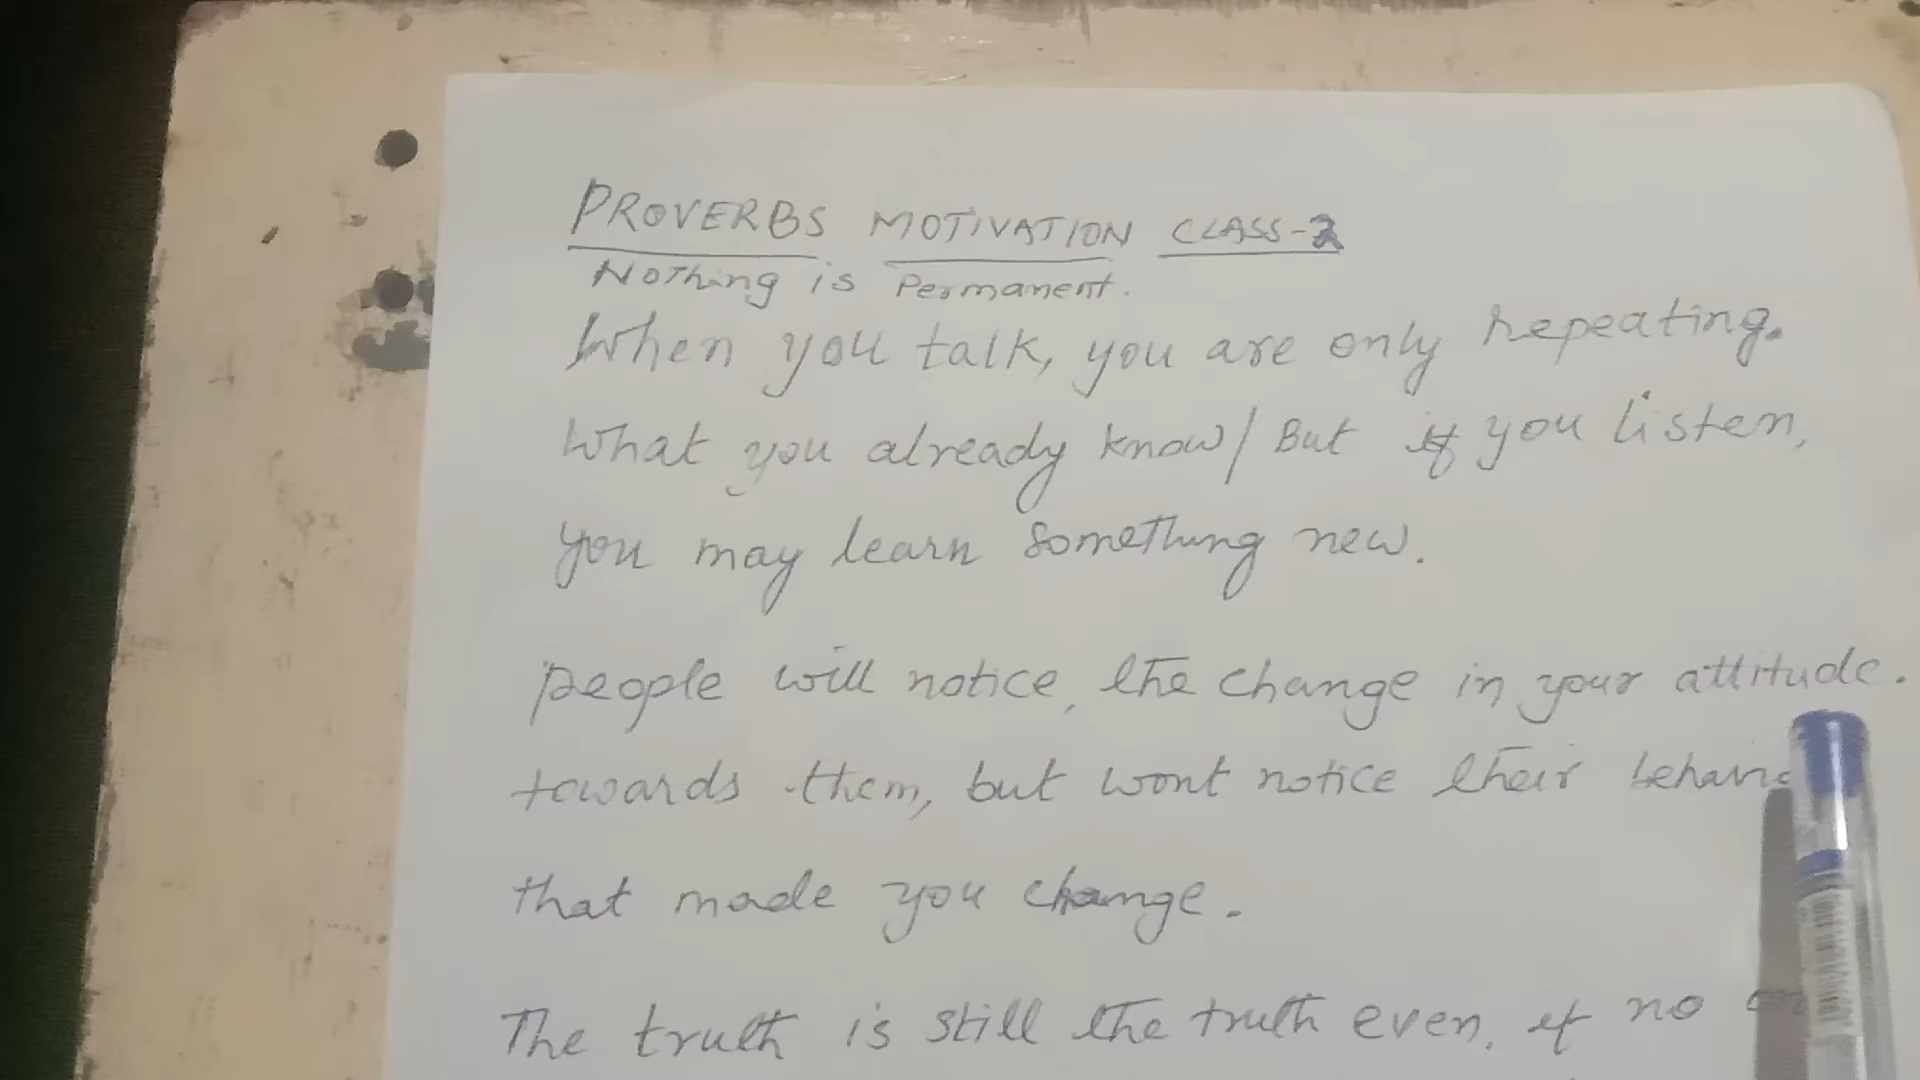 PROVERBS MOTIVATION CLASS-2
Nothing is Permanent.
When you talk, you are only repeating.
What you already know/ But if you listen,
you may learn something new.
people will notice, the change in your attitude.
towards them, but wont notice their
that made you change.
The truth is still the truth even, if no